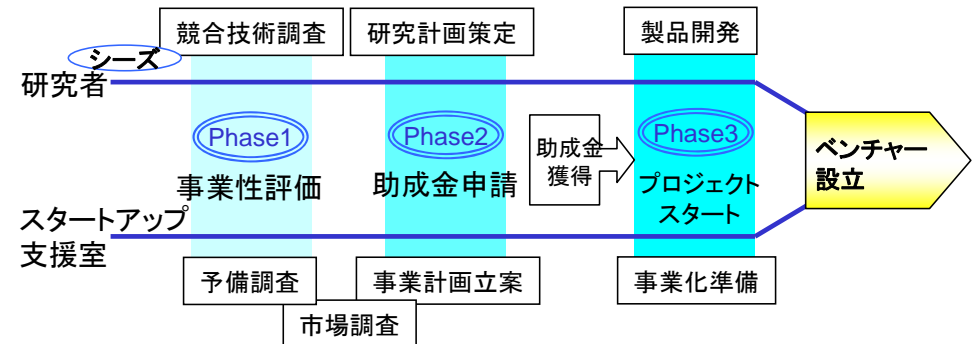 競合技術調査
研究計画策定
製品開発
シーズ
研究者
Phase1
Phase2
Phase3
事業性評価
助成金申請
助成金
獲得
プロジェクト
スタート
ベンチャー
設立
スタートアップ
支援室
予備調査
事業計画立案
事業化準備
市場調査